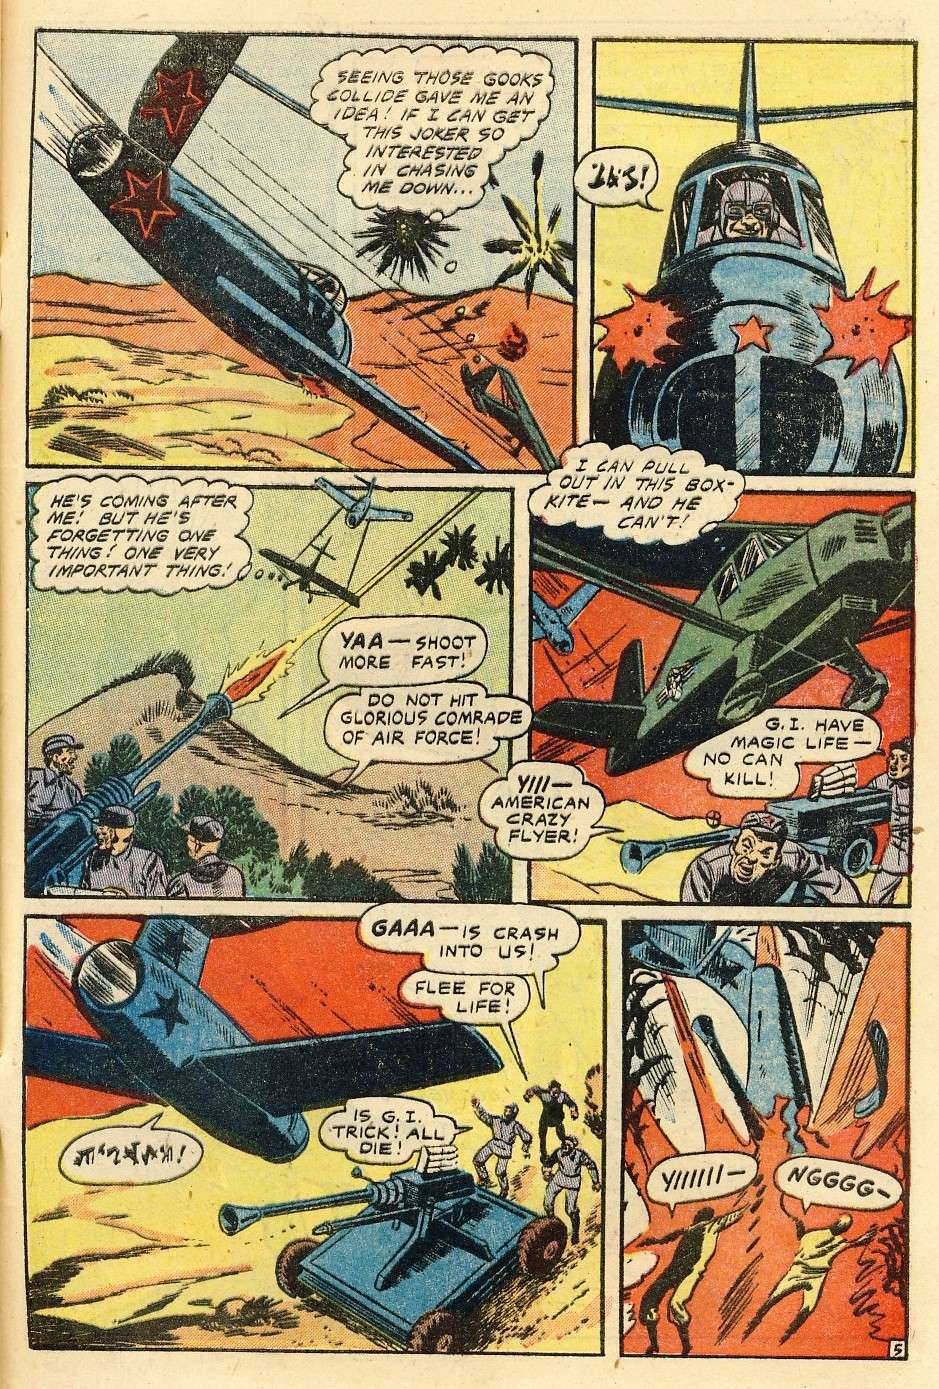 SEEING THOSE GOOKS
COLLIDE GAVE ME AN
IDEA! IF I CAN GET
THIS JOKER SO
INTERESTED
IN CHASING
ME DOWN...
HE'S COMING AFTER
ME! BUT HE'S
FORGETTING ONE
THING! ONE VERY
IMPORTANT THING!
YAA— SHOOT
MORE FAST!
DO NOT HIT
GLORIOUS COMRADE
OF AIR FORCE!
I CAN PULL
OUT IN THIS BOX-
KITE— AND HE
CAN'T!
G.I. HAVE
MAGIC LIFE—
NO CAN
KILL!
YIII—
AMERICAN
CRAZY
FLYER!
GAAA—IS CRASH
INTO US!
FLEE FOR
LIFE!
IS G.I.
TRICK! ALL
DIE!
YIIIIII—
NGGGG—
5